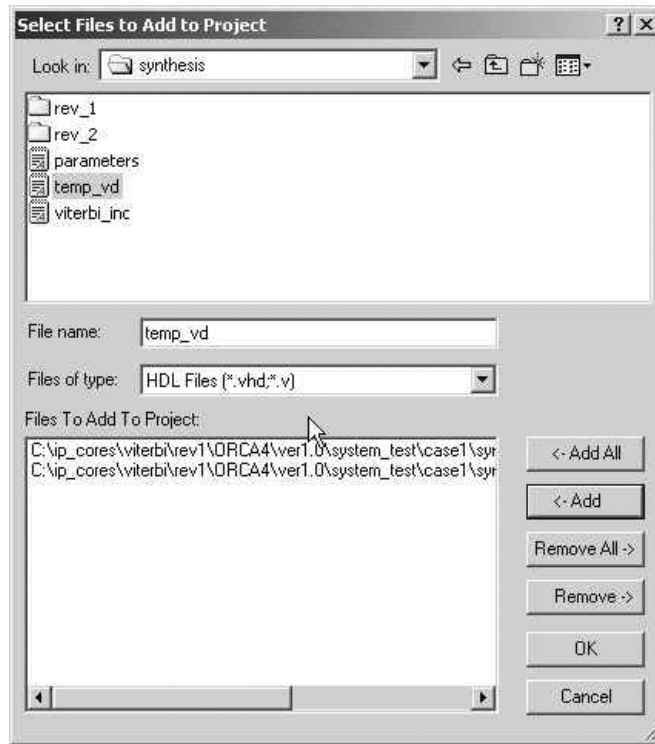 Select Files to Add to Project
Look in: synthesis
rev_1
rev_2
parameters
temp_vd
viterbi_inc
File name: temp_vd
Files of type: HDL Files (*.vhd;*.v)
Files To Add To Project:
C:\ip_cores\viterbi\rev1\ORCA4\ver1.0\system_test\case1\syr
C:\ip_cores\viterbi\rev1\ORCA4\ver1.0\system_test\case1\syr
<- Add All
<- Add
Remove All ->
Remove ->
OK
Cancel